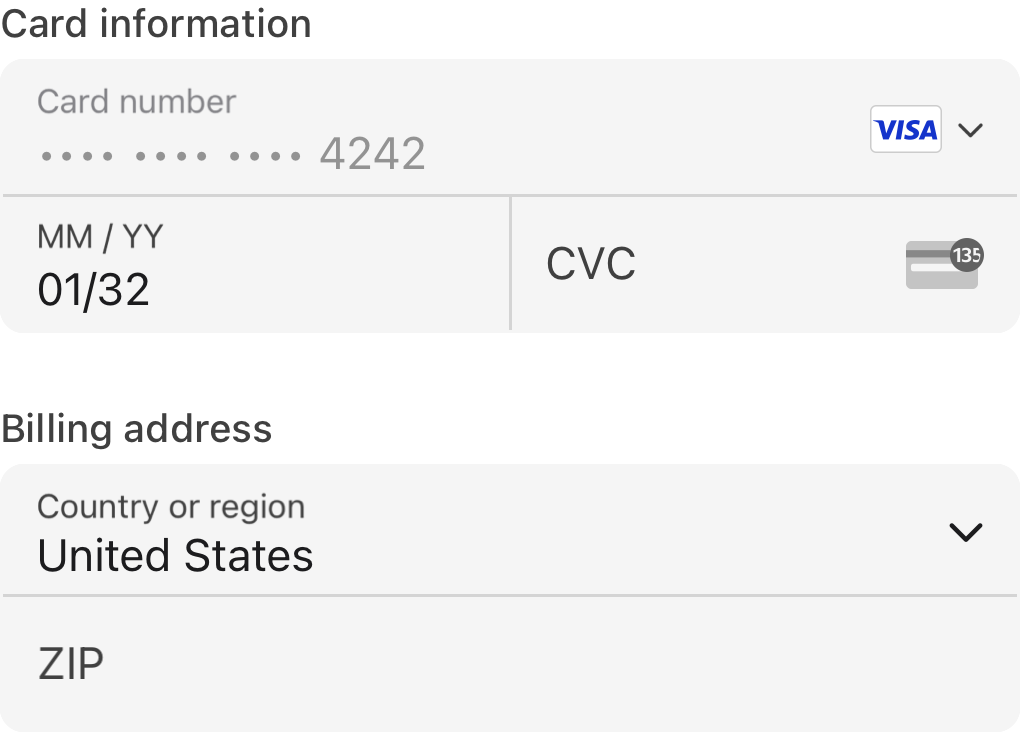 Card information
Card number
•••• •••• •••• 4242
VISA
MM / YY
01/32
CVC
135
Billing address
Country or region
United States
ZIP